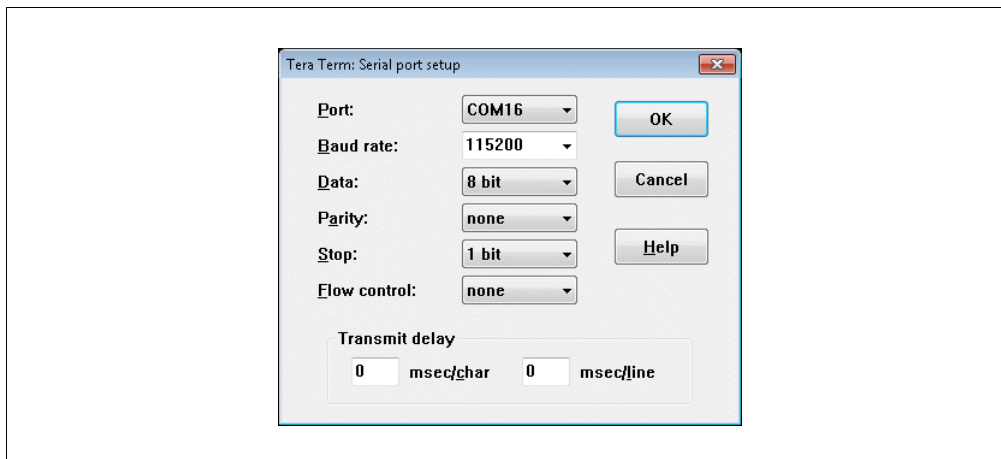 Tera Term: Serial port setup
Port: COM16 OK
Baud rate: 115200
Data: 8 bit Cancel
Parity: none
Stop: 1 bit Help
Flow control: none
Transmit delay
0 msec/char 0 msec/line